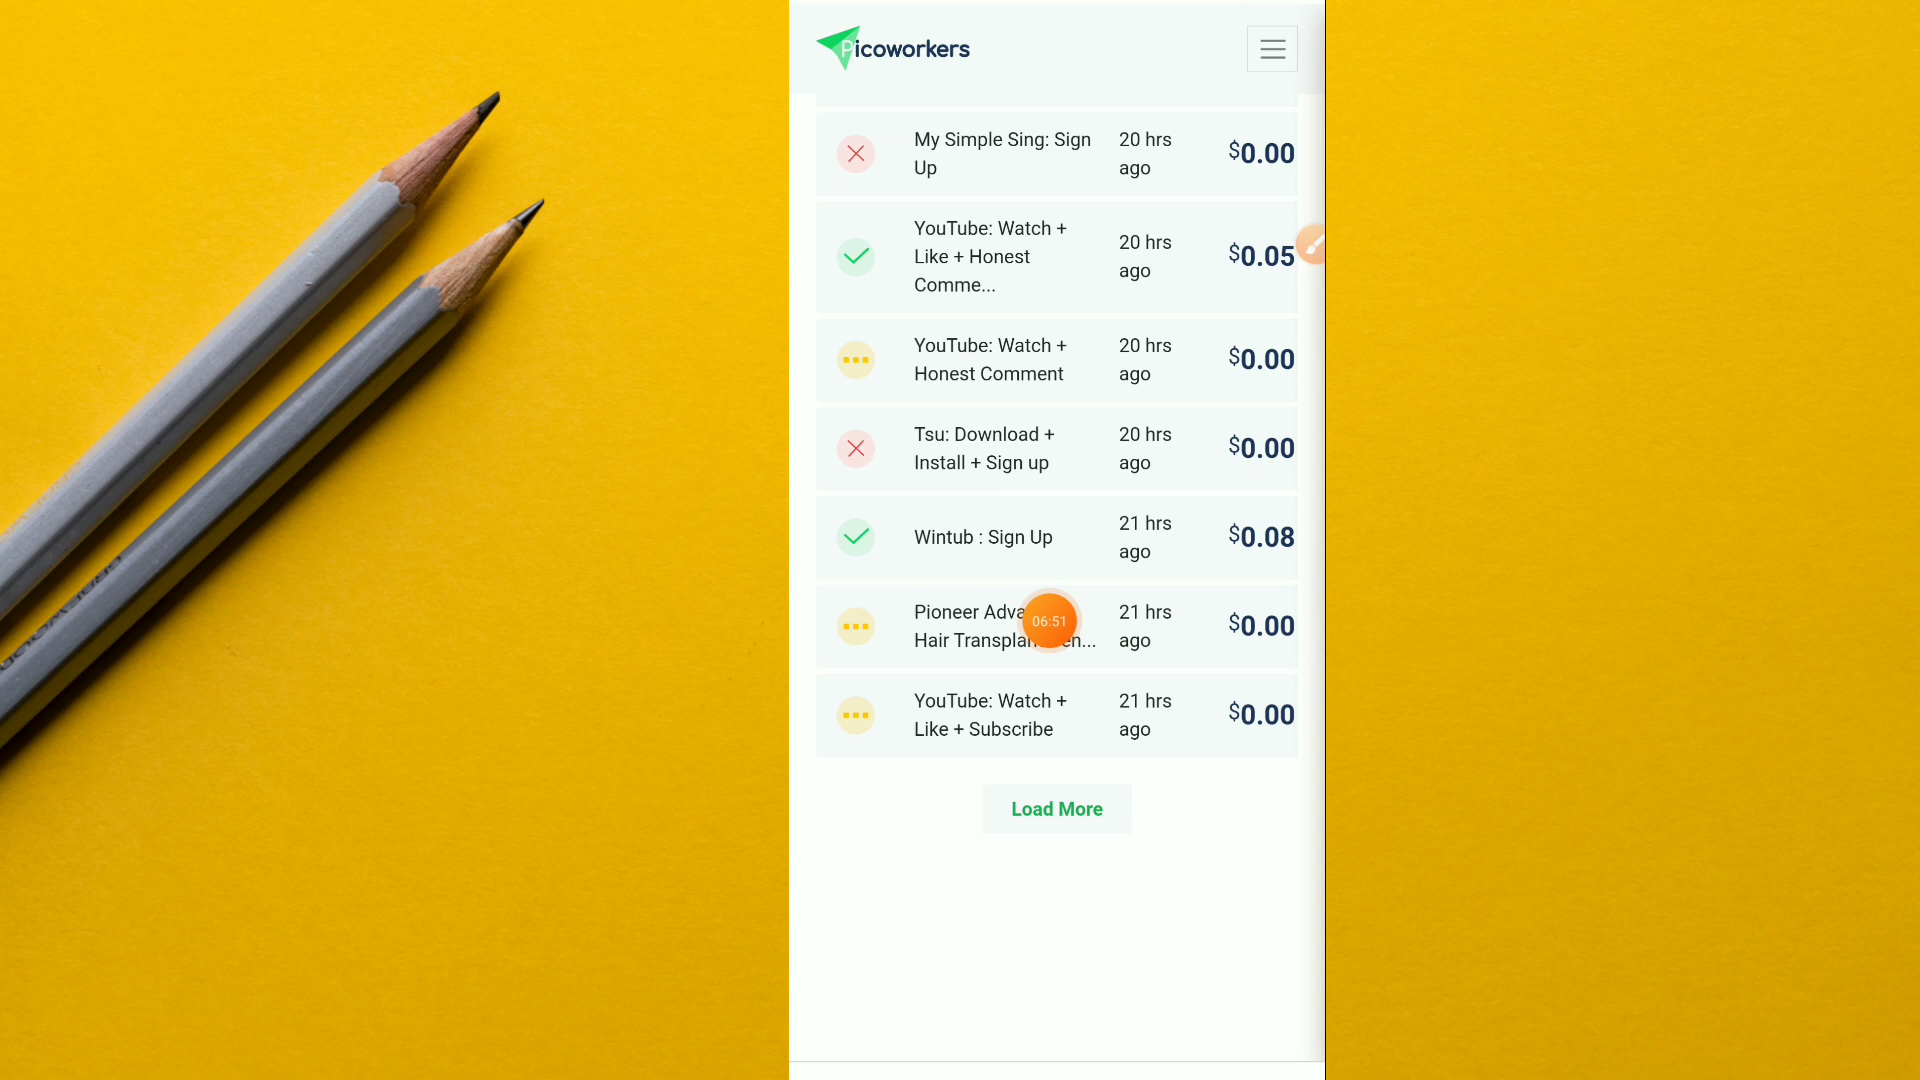 Picoworkers
My Simple Sing: Sign
Up
20 hrs
ago
$0.00
YouTube: Watch +
Like + Honest
Comme...
20 hrs
ago
$0.05
YouTube: Watch +
Honest Comment
20 hrs
ago
$0.00
Tsu: Download +
Install + Sign up
20 hrs
ago
$0.00
Wintub : Sign Up
21 hrs
ago
$0.08
Pioneer Adva
Hair Transplan en...
21 hrs
ago
$0.00
06:51
YouTube: Watch +
Like + Subscribe
21 hrs
ago
$0.00
Load More